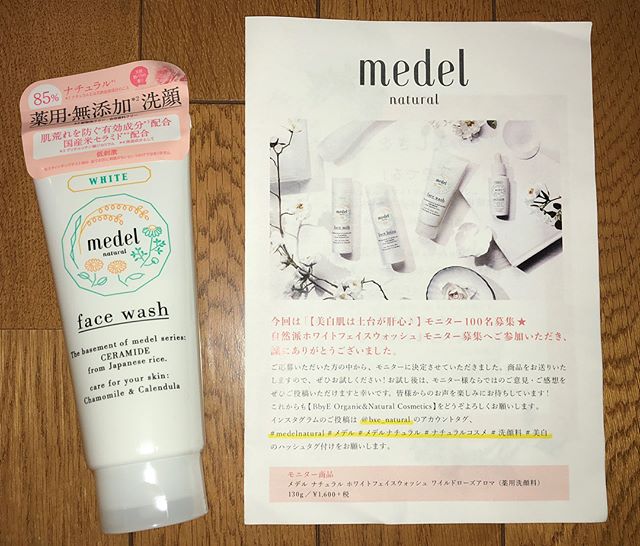 85%
ナチュラル
薬用・無添加 洗顔
肌荒れを防ぐ 有効成分 配合
国産米セラミド 配合
低刺激
WHITE
medel
natural
face wash
The basement of medel series:
CERAMIDE
from Japanese rice.
care for your skin:
Chamomile & Calendula
medel
natural
medel
face milk
medel
face lotion
medel
face wash
今回は「【美白肌は土台が肝心♪】モニター100名募集★
自然派ホワイトフェイスウォッシュ」モニター募集へご参加いただき、
誠にありがとうございました。
ご応募いただいた方の中から、モニターに決定させていただきました。商品をお送りいた
しますので、ぜひお試しください！お試し後は、モニター様ならではのご意見・ご感想を
ぜひご投稿いただけますと幸いです。皆様からのお声を楽しみにお待ちしています！
これからも【BbyE Organic&Natural Cosmetics】をどうぞよろしくお願いします。
インスタグラムのご投稿は @bxe_natural のアカウントタグ、
#medelnatural #メデル #メデルナチュラル #ナチュラルコスメ #洗顔料 #美白
のハッシュタグ付けをお願いします。
モニター商品
メデル ナチュラル ホワイトフェイスウォッシュ ワイルドローズアロマ（薬用洗顔料）
130g／¥1,600+税